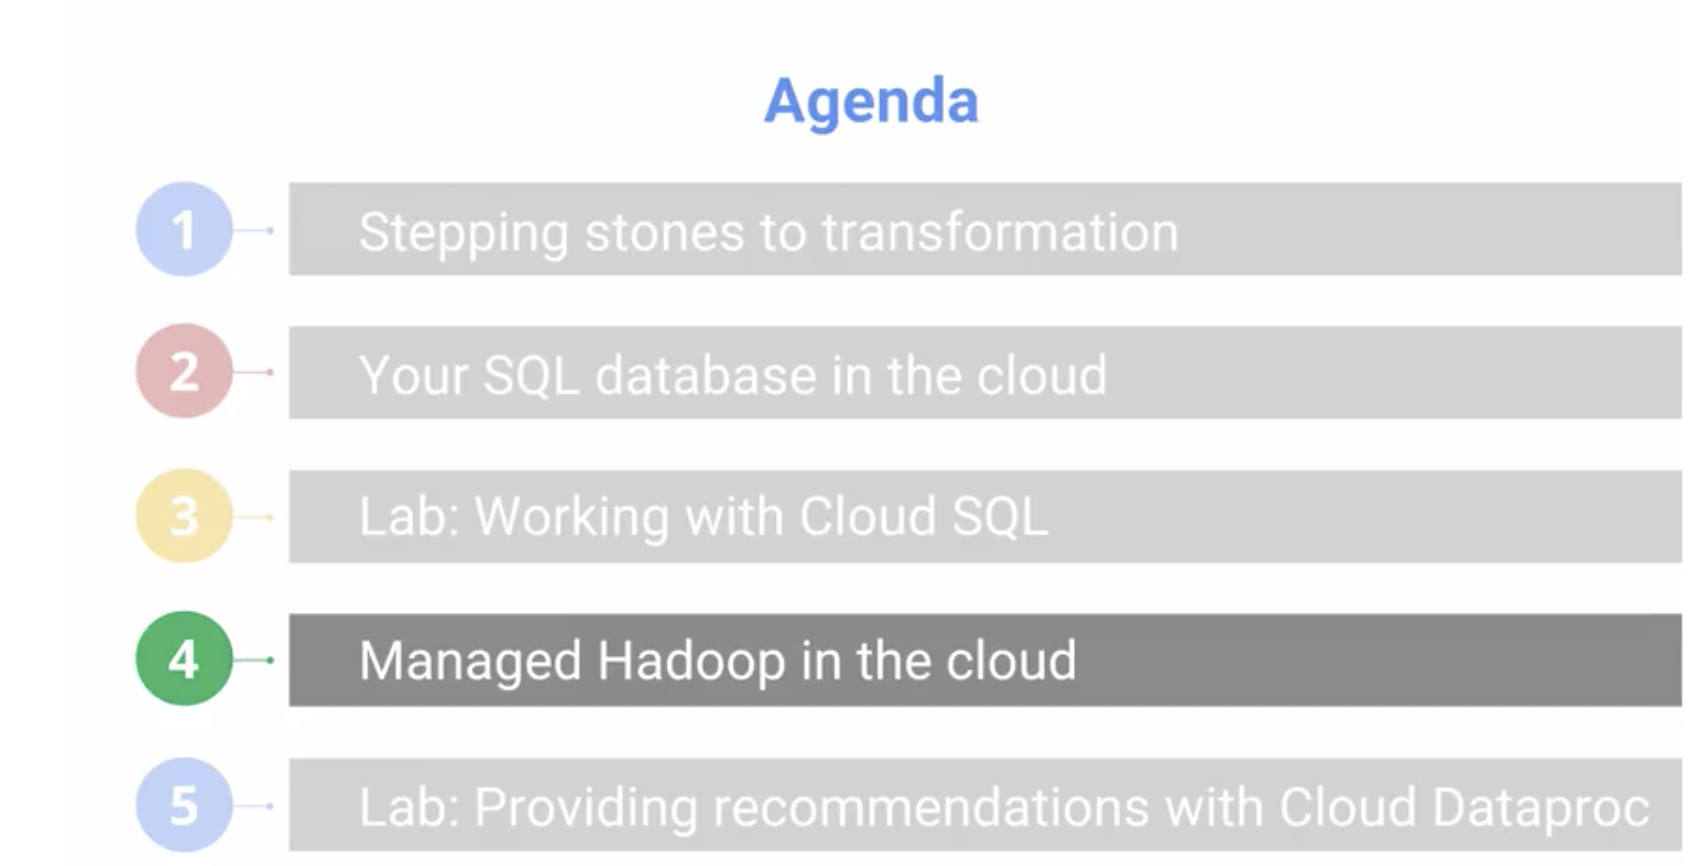 Agenda
1 Stepping stones to transformation
2 Your SQL database in the cloud
3 Lab: Working with Cloud SQL
4 Managed Hadoop in the cloud
5 Lab: Providing recommendations with Cloud Dataproc